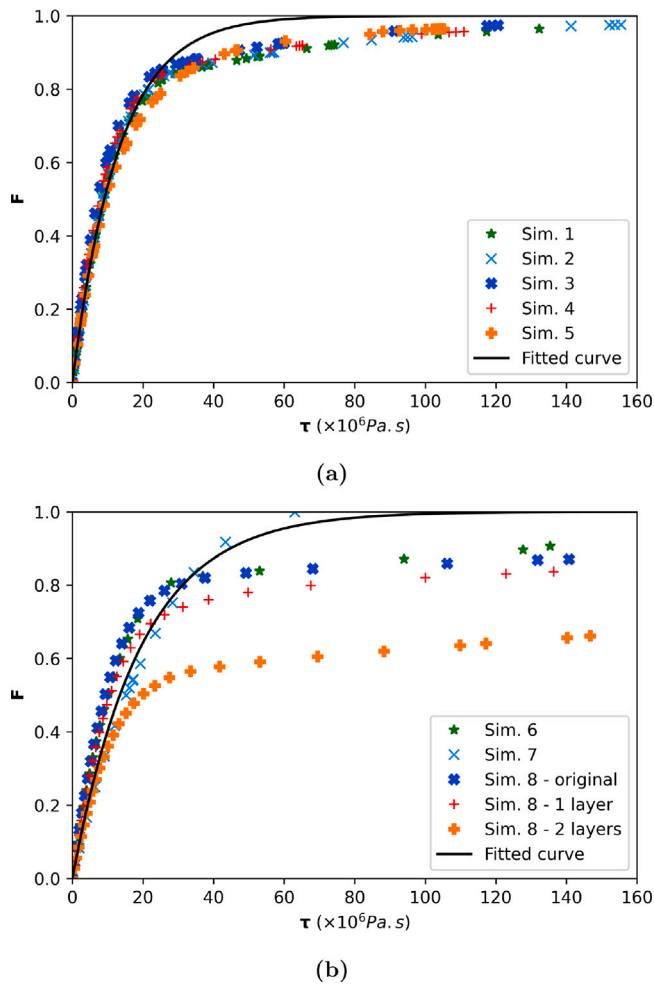 1.0
0.8
0.6
0.4
0.2
0.0
F
Sim. 1
Sim. 2
Sim. 3
Sim. 4
Sim. 5
Fitted curve
0 20 40 60 80 100 120 140 160
τ (×10⁶Pa.s)
(a)
1.0
0.8
0.6
0.4
0.2
0.0
F
Sim. 6
Sim. 7
Sim. 8 - original
Sim. 8 - 1 layer
Sim. 8 - 2 layers
Fitted curve
0 20 40 60 80 100 120 140 160
τ (×10⁶Pa.s)
(b)